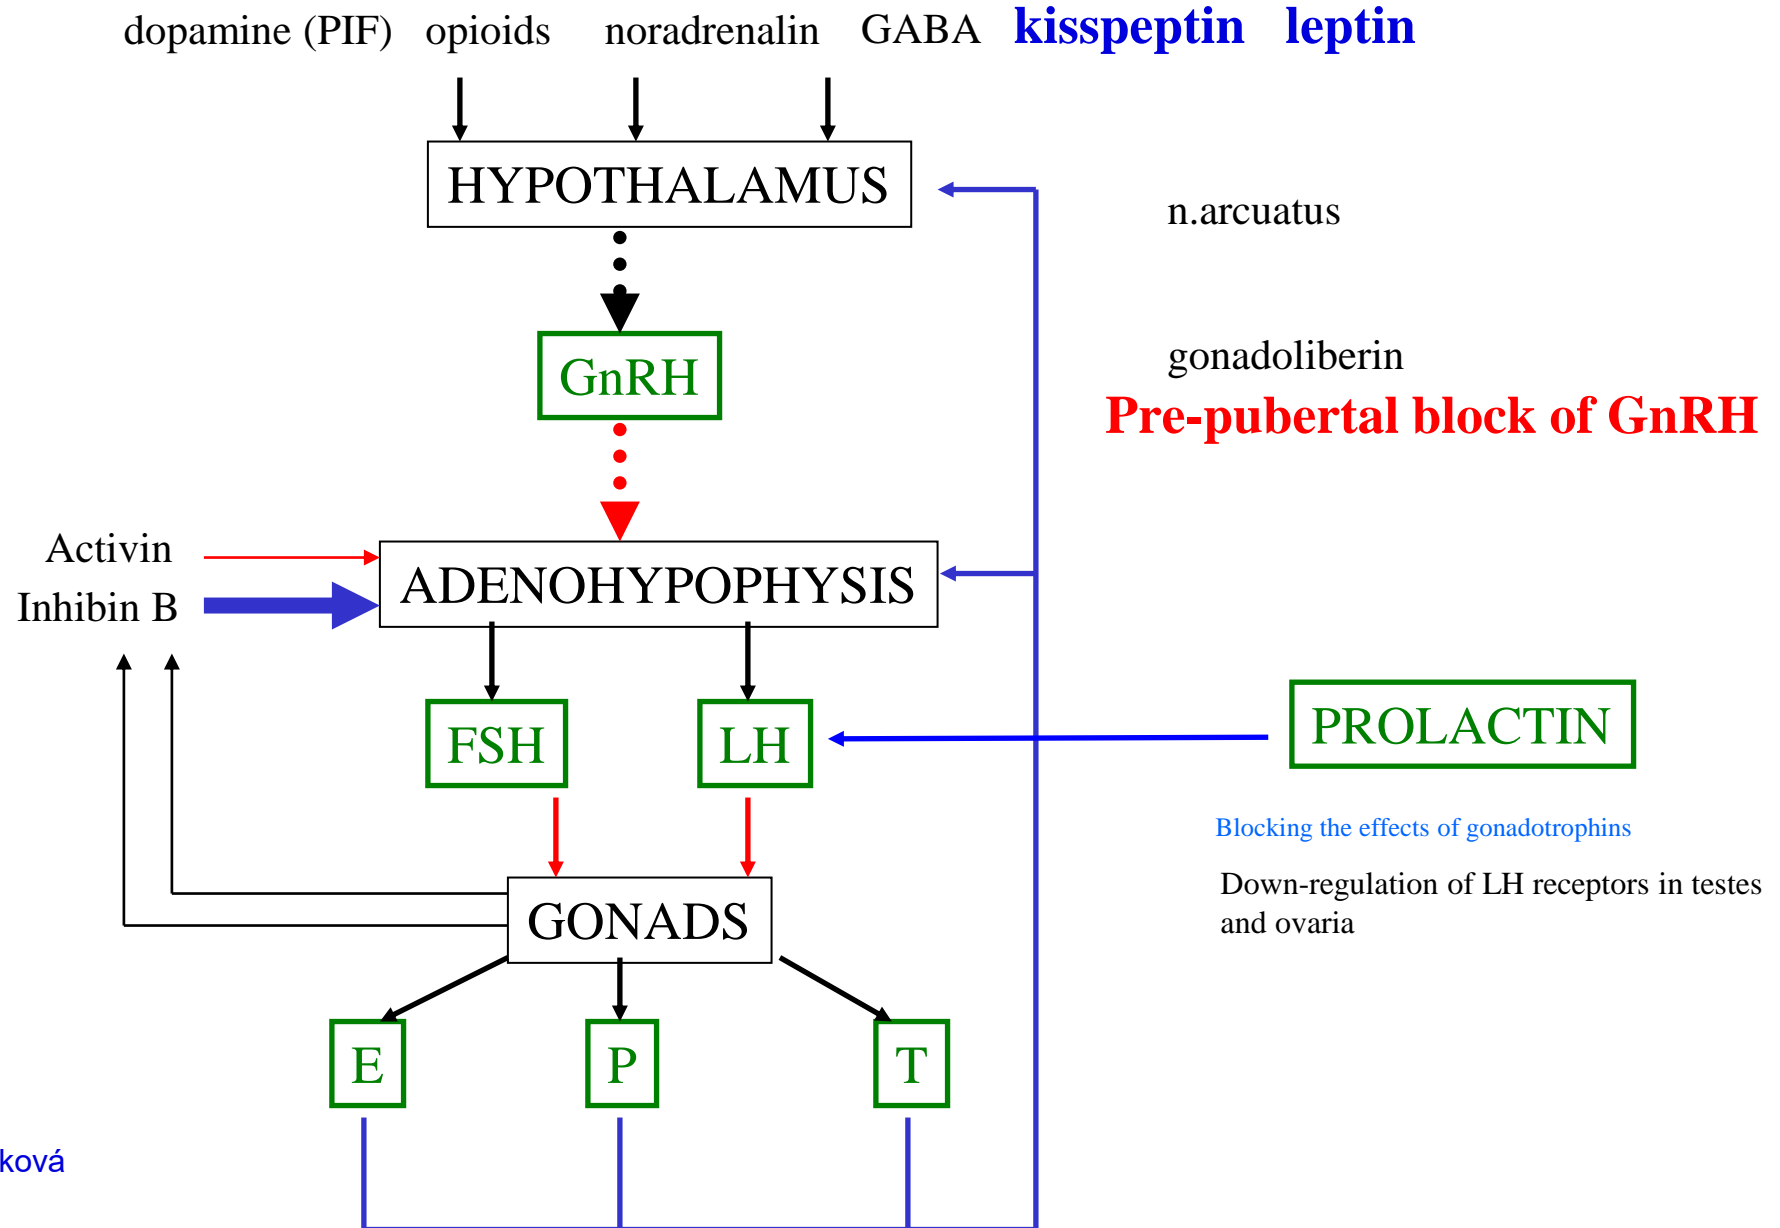 dopamine (PIF) opioids noradrenalin GABA kisspeptin leptin
HYPOTHALAMUS
n.arcuatus
GnRH
gonadoliberin
Pre-pubertal block of GnRH
Activin
Inhibin B
ADENOHYPOPHYSIS
FSH
LH
PROLACTIN
Blocking the effects of gonadotrophins
Down-regulation of LH receptors in testes
and ovaria
GONADS
E
P
T
ková